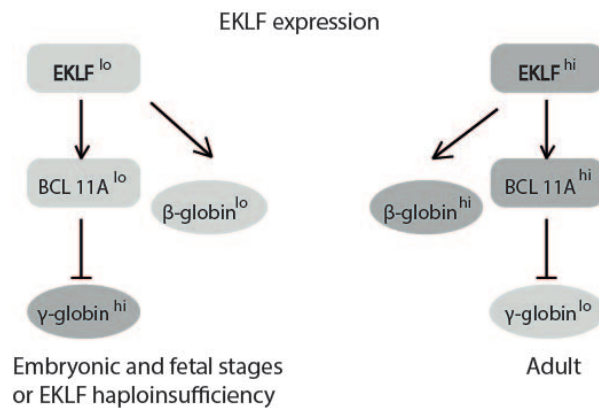 EKLF expression
EKLF lo
BCL 11A lo
β-globin lo
γ-globin hi
Embryonic and fetal stages
or EKLF haploinsufficiency
EKLF hi
β-globin hi
BCL 11A hi
γ-globin lo
Adult